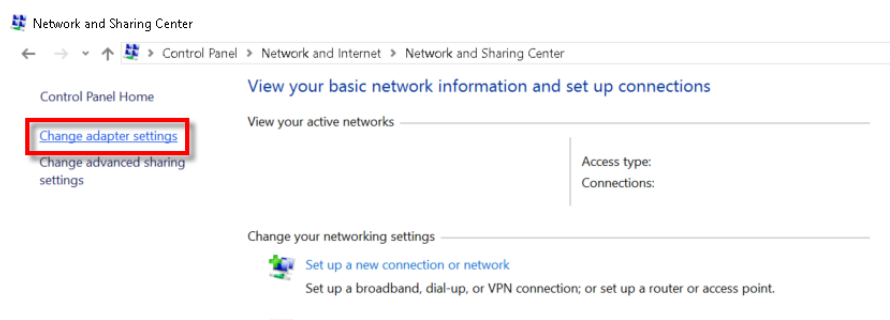 Network and Sharing Center
Control Panel > Network and Internet > Network and Sharing Center
Control Panel Home
Change adapter settings
Change advanced sharing
settings
View your basic network information and set up connections
View your active networks
Access type:
Connections:
Change your networking settings
Set up a new connection or network
Set up a broadband, dial-up, or VPN connection; or set up a router or access point.